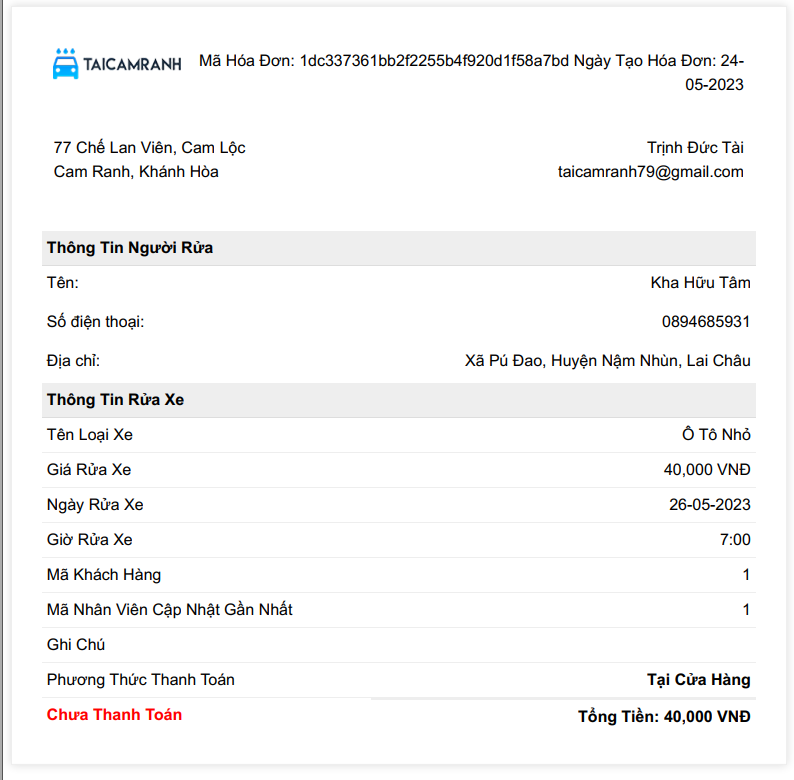 TAICAMRANH
Mã Hóa Đơn: 1dc337361bb2f2255b4f920d1f58a7bd Ngày Tạo Hóa Đơn: 24-
05-2023
77 Chế Lan Viên, Cam Lộc
Cam Ranh, Khánh Hòa
Trịnh Đức Tài
taicamranh79@gmail.com
Thông Tin Người Rửa
Tên: Kha Hữu Tâm
Số điện thoại: 0894685931
Địa chỉ: Xã Pú Đao, Huyện Nậm Nhùn, Lai Châu
Thông Tin Rửa Xe
Tên Loại Xe Ô Tô Nhỏ
Giá Rửa Xe 40,000 VNĐ
Ngày Rửa Xe 26-05-2023
Giờ Rửa Xe 7:00
Mã Khách Hàng 1
Mã Nhân Viên Cập Nhật Gần Nhất 1
Ghi Chú
Phương Thức Thanh Toán Tại Cửa Hàng
Chưa Thanh Toán Tổng Tiền: 40,000 VNĐ